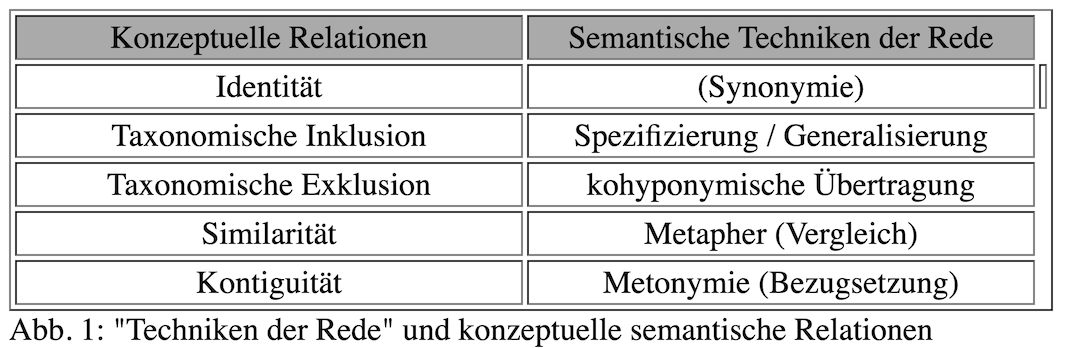 Konzeptuelle Relationen Semantische Techniken der Rede
Identität (Synonymie)
Taxonomische Inklusion Spezifizierung / Generalisierung
Taxonomische Exklusion kohyponymische Übertragung
Similarität Metapher (Vergleich)
Kontiguität Metonymie (Bezugsetzung)
Abb. 1: "Techniken der Rede" und konzeptuelle semantische Relationen